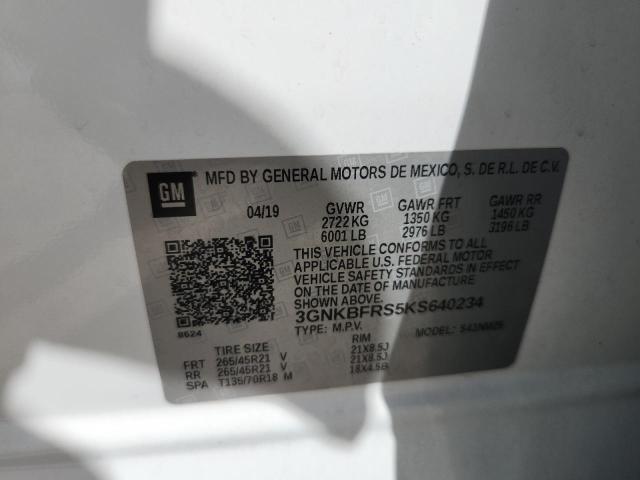 GM MFD BY GENERAL MOTORS DE MEXICO, S. DE R.L. DE C.V.
04/19 GVWR GAWR FRT GAWR RR
2722 KG 1350 KG 1450 KG
6001 LB 2976 LB 3196 LB
THIS VEHICLE CONFORMS TO ALL
APPLICABLE U.S. FEDERAL MOTOR
VEHICLE SAFETY STANDARDS IN EFFECT
ON THE DATE OF MANUFACTURE
SHOWN ABOVE.
3GNKBFRS5KS640234
8624 TYPE: M.P.V. MODEL:
TIRE SIZE RIM
FRT 265/45R21 V 21X8.5J
RR 265/45R21 V 21X8.5J
SPA T135/70R18 M 18X4.5B